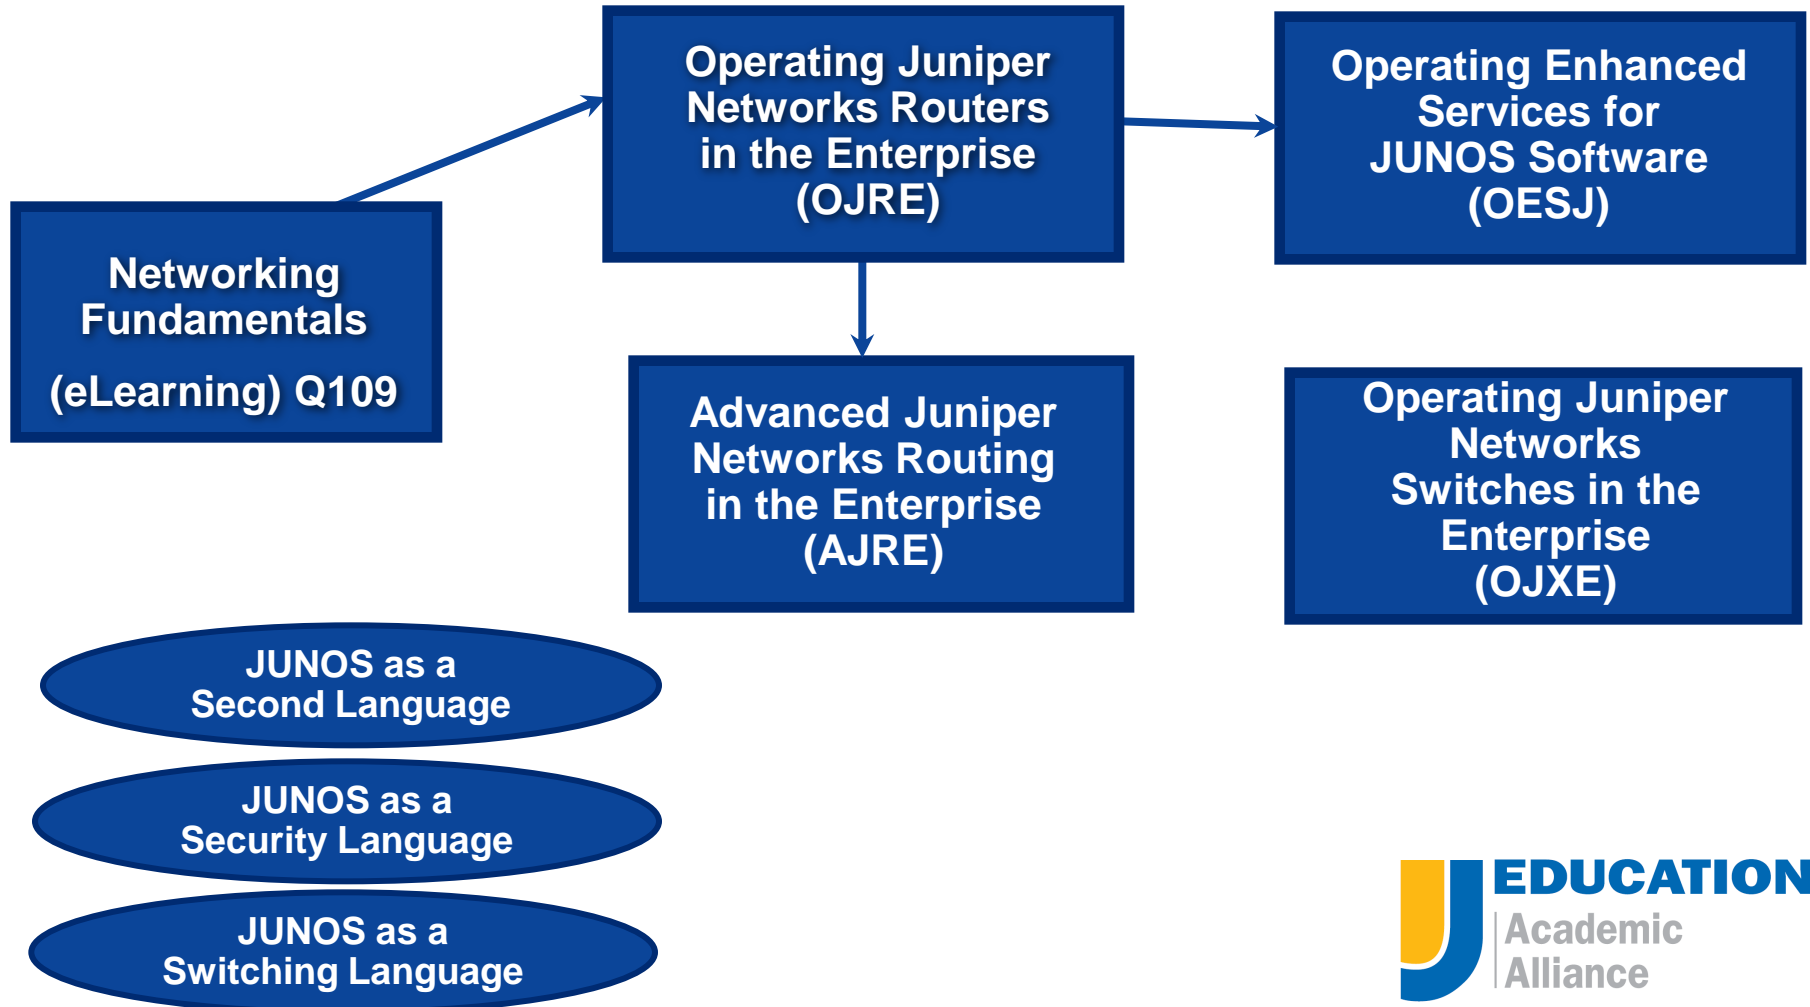 Networking
Fundamentals
(eLearning) Q109
Operating Juniper
Networks Routers
in the Enterprise
(OJRE)
Operating Enhanced
Services for
JUNOS Software
(OESJ)
Advanced Juniper
Networks Routing
in the Enterprise
(AJRE)
Operating Juniper
Networks
Switches in the
Enterprise
(OJXE)
JUNOS as a
Second Language
JUNOS as a
Security Language
JUNOS as a
Switching Language
EDUCATION
Academic
Alliance